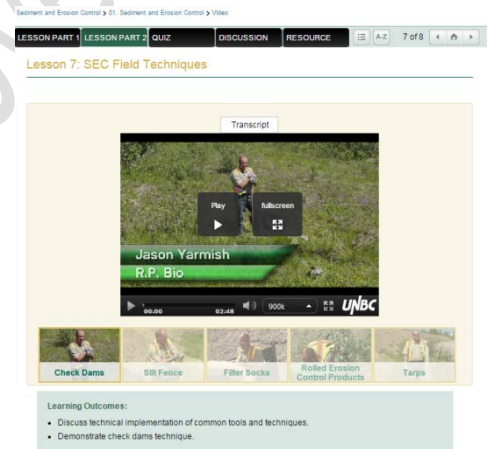 Sediment and Erosion Control > 01. Sediment and Erosion Control > Video
LESSON PART 1 LESSON PART 2 QUIZ DISCUSSION RESOURCE A-Z 7 of 8
Lesson 7: SEC Field Techniques
Transcript
Play fullscreen
Jason Yarmish
R.P. Bio
00:00 03:48 900k UNBC
Check Dams Silt Fence Filter Socks Rolled Erosion Control Products Tarps
Learning Outcomes:
• Discuss technical implementation of common tools and techniques.
• Demonstrate check dams technique.